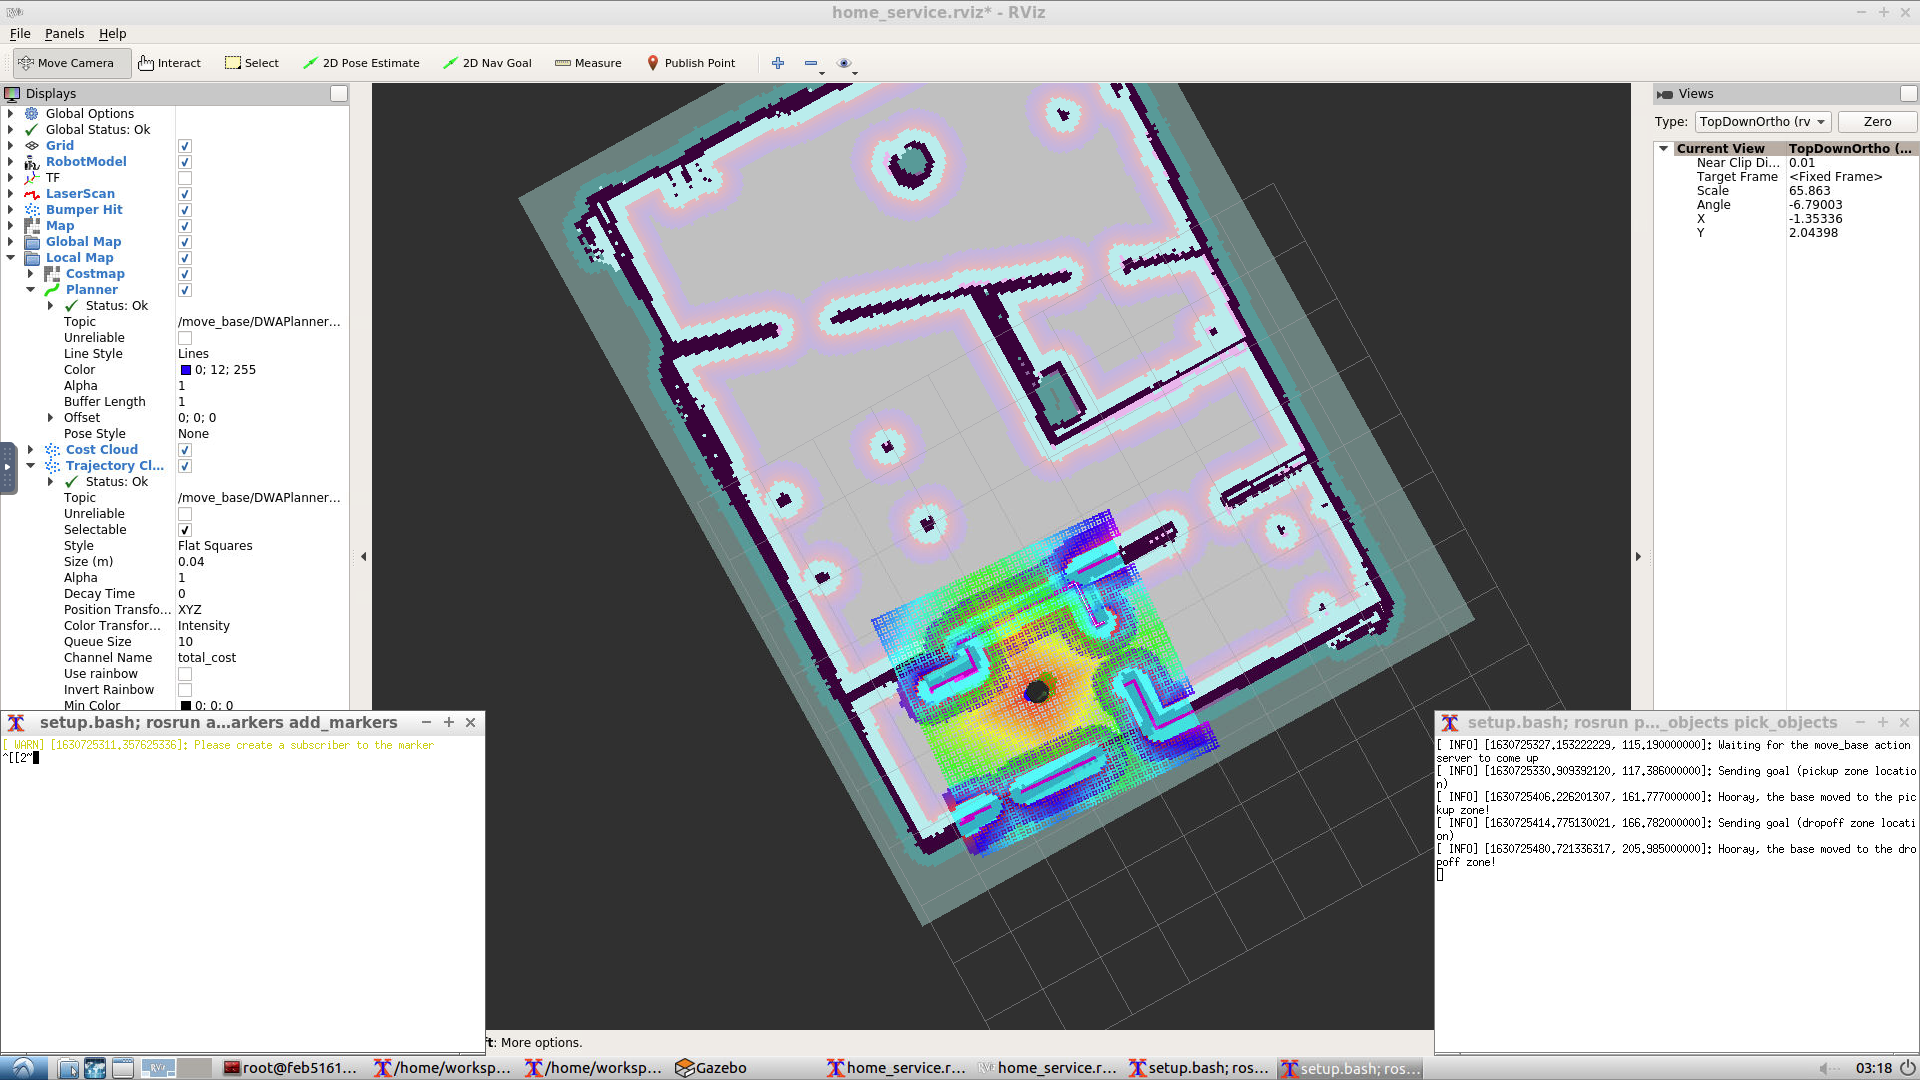 home_service.rviz* - RViz
File Panels Help
Move Camera Interact Select 2D Pose Estimate 2D Nav Goal Measure Publish Point
Displays
Global Options
Global Status: Ok
Grid
RobotModel
TF
LaserScan
Bumper Hit
Map
Global Map
Local Map
Costmap
Planner
Status: Ok
Topic /move_base/DWAPlanner...
Unreliable
Line Style Lines
Color 0; 12; 255
Alpha 1
Buffer Length 1
Offset 0; 0; 0
Pose Style None
Cost Cloud
Trajectory Cl...
Status: Ok
Topic /move_base/DWAPlanner...
Unreliable
Selectable
Style Flat Squares
Size (m) 0.04
Alpha 1
Decay Time 0
Position Transfo... XYZ
Color Transfor... Intensity
Queue Size 10
Channel Name total_cost
Use rainbow
Invert Rainbow
Min Color 0; 0; 0
Views
Type: TopDownOrtho (rv Zero
Current View TopDownOrtho (...
Near Clip Di... 0.01
Target Frame <Fixed Frame>
Scale 65.863
Angle -6.79003
X -1.35336
Y 2.04398
setup.bash; rosrun a...arkers add_markers
[ WARN] [1630725311.357625336]: Please create a subscriber to the marker
^[[2~
setup.bash; rosrun p..._objects pick_objects
[ INFO] [1630725327.153222229, 115.190000000]: Waiting for the move_base action
server to come up
[ INFO] [1630725330.909392120, 117.386000000]: Sending goal (pickup zone locatio
n)
[ INFO] [1630725406.226201307, 161.777000000]: Hooray, the base moved to the pic
kup zone!
[ INFO] [1630725414.775130021, 166.782000000]: Sending goal (dropoff zone locati
on)
[ INFO] [1630725480.721336317, 205.985000000]: Hooray, the base moved to the dro
poff zone!
ft: More options.
root@feb5161... /home/worksp... /home/worksp... Gazebo home_service.r... home_service.r... setup.bash; ros... setup.bash; ros... 03:18